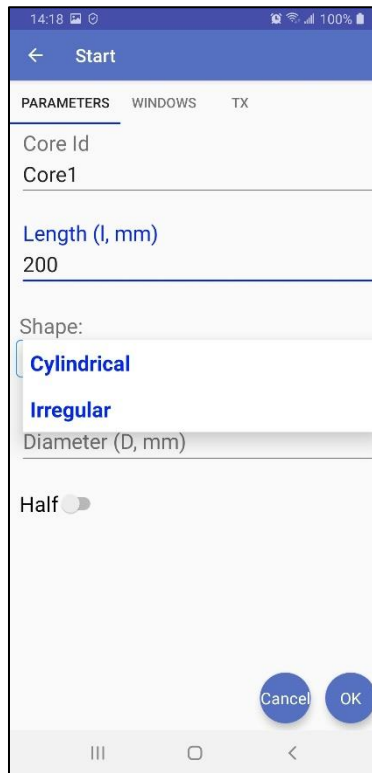 14:18 100%
Start
PARAMETERS WINDOWS TX
Core Id
Core1
Length (l, mm)
200
Shape:
Cylindrical
Irregular
Diameter (D, mm)
Half
Cancel OK